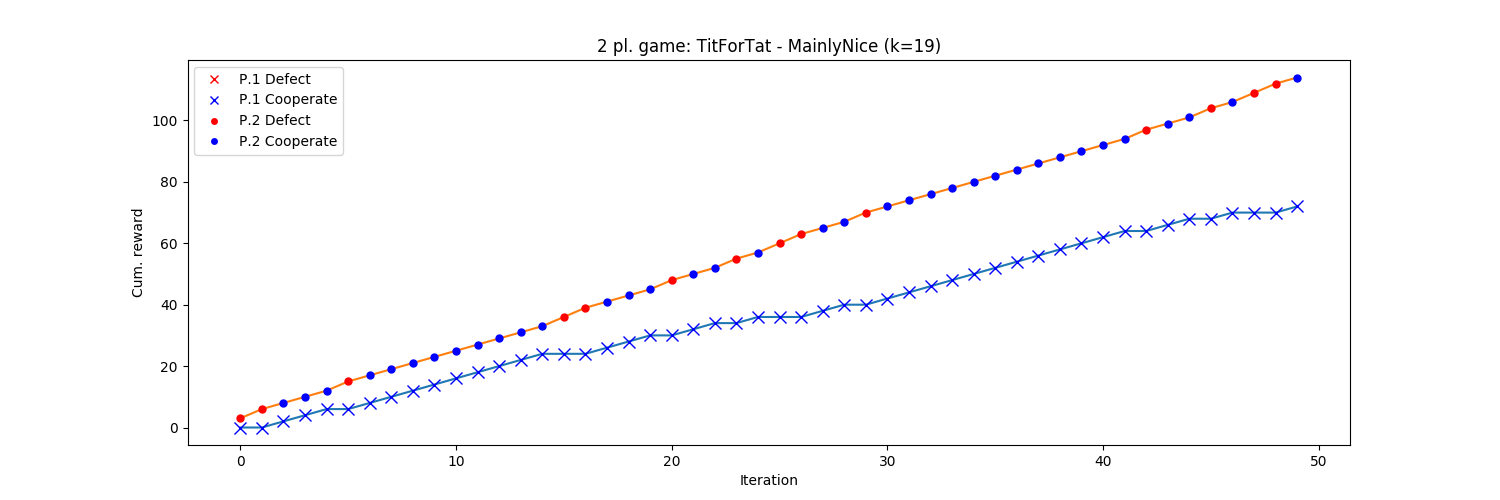 2 pl. game: TitForTat - MainlyNice (k=19)
P.1 Defect
P.1 Cooperate
P.2 Defect
P.2 Cooperate
Cum. reward
100
80
60
40
20
0
0 10 20 30 40 50
Iteration